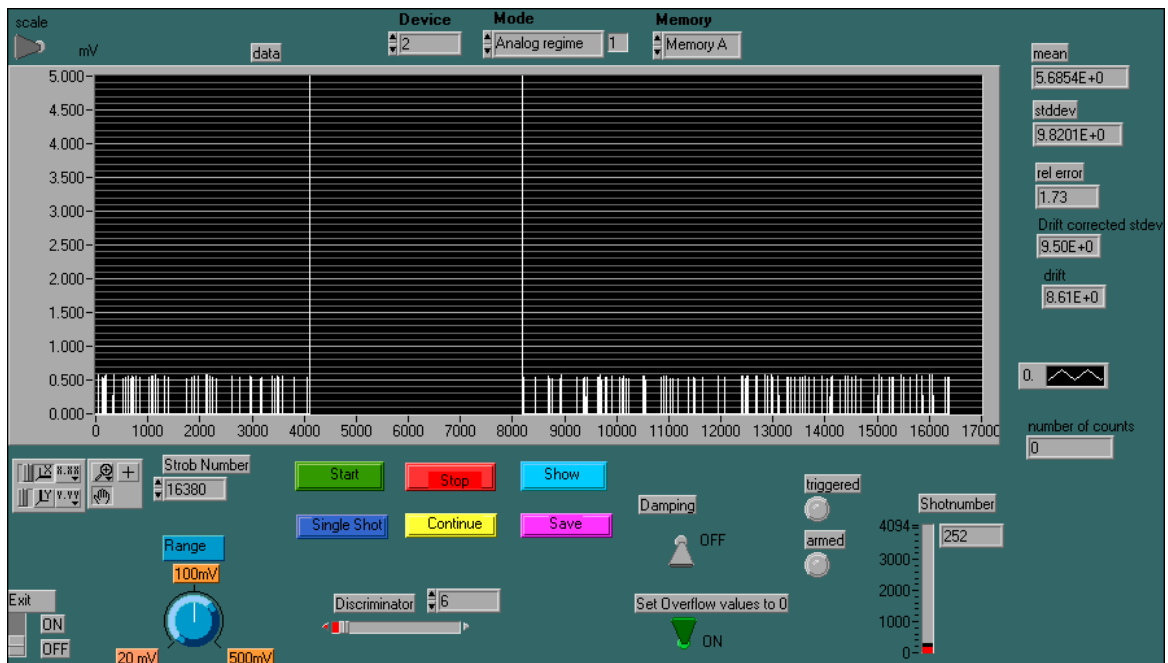 scale
Device
Mode
Memory
2
Analog regime
1
Memory A
mV
data
mean
5.6854E+0
stddev
9.8201E+0
rel error
1.73
Drift corrected stdev
9.50E+0
drift
8.61E+0
0.
number of counts
0
5.000
4.500
4.000
3.500
3.000
2.500
2.000
1.500
1.000
0.500
0.000
0 1000 2000 3000 4000 5000 6000 7000 8000 9000 10000 11000 12000 13000 14000 15000 16000 17000
X x.xx
Y y.yy
Strob Number
16380
Start
Stop
Show
Single Shot
Continue
Save
Damping
OFF
triggered
armed
Shotnumber
252
4094
3000
2000
1000
0
Range
100mV
20 mV
500mV
Exit
ON
OFF
Discriminator
6
Set Overflow values to 0
ON